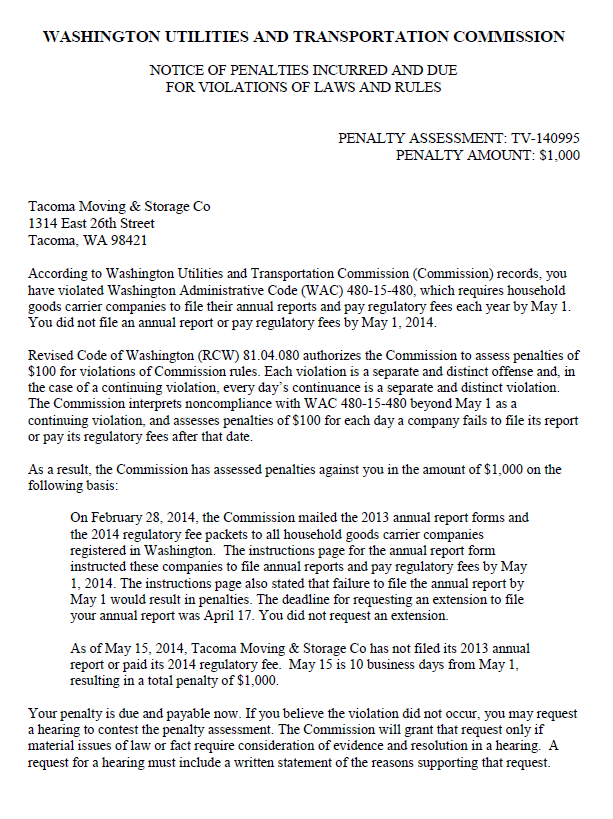 WASHINGTON UTILITIES AND TRANSPORTATION COMMISSION
NOTICE OF PENALTIES INCURRED AND DUE
FOR VIOLATIONS OF LAWS AND RULES
PENALTY ASSESSMENT: TV-140995
PENALTY AMOUNT: $1,000
Tacoma Moving & Storage Co
1314 East 26th Street
Tacoma, WA 98421
According to Washington Utilities and Transportation Commission (Commission) records, you
have violated Washington Administrative Code (WAC) 480-15-480, which requires household
goods carrier companies to file their annual reports and pay regulatory fees each year by May 1.
You did not file an annual report or pay regulatory fees by May 1, 2014.
Revised Code of Washington (RCW) 81.04.080 authorizes the Commission to assess penalties of
$100 for violations of Commission rules. Each violation is a separate and distinct offense and, in
the case of a continuing violation, every day’s continuance is a separate and distinct violation.
The Commission interprets noncompliance with WAC 480-15-480 beyond May 1 as a
continuing violation, and assesses penalties of $100 for each day a company fails to file its report
or pay its regulatory fees after that date.
As a result, the Commission has assessed penalties against you in the amount of $1,000 on the
following basis:
On February 28, 2014, the Commission mailed the 2013 annual report forms and
the 2014 regulatory fee packets to all household goods carrier companies
registered in Washington. The instructions page for the annual report form
instructed these companies to file annual reports and pay regulatory fees by May
1, 2014. The instructions page also stated that failure to file the annual report by
May 1 would result in penalties. The deadline for requesting an extension to file
your annual report was April 17. You did not request an extension.
As of May 15, 2014, Tacoma Moving & Storage Co has not filed its 2013 annual
report or paid its 2014 regulatory fee. May 15 is 10 business days from May 1,
resulting in a total penalty of $1,000.
Your penalty is due and payable now. If you believe the violation did not occur, you may request
a hearing to contest the penalty assessment. The Commission will grant that request only if
material issues of law or fact require consideration of evidence and resolution in a hearing. A
request for a hearing must include a written statement of the reasons supporting that request.